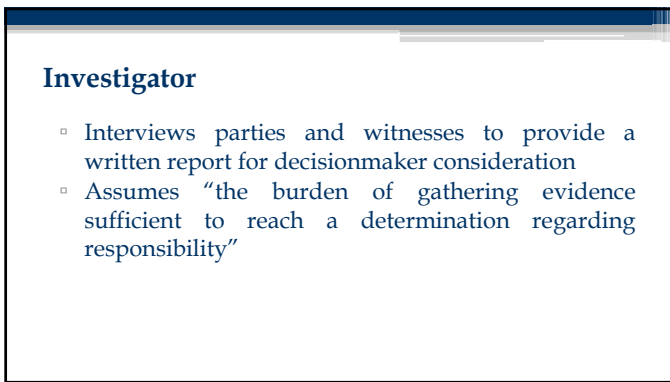 Investigator
▫ Interviews parties and witnesses to provide a
written report for decisionmaker consideration
▫ Assumes “the burden of gathering evidence
sufficient to reach a determination regarding
responsibility”